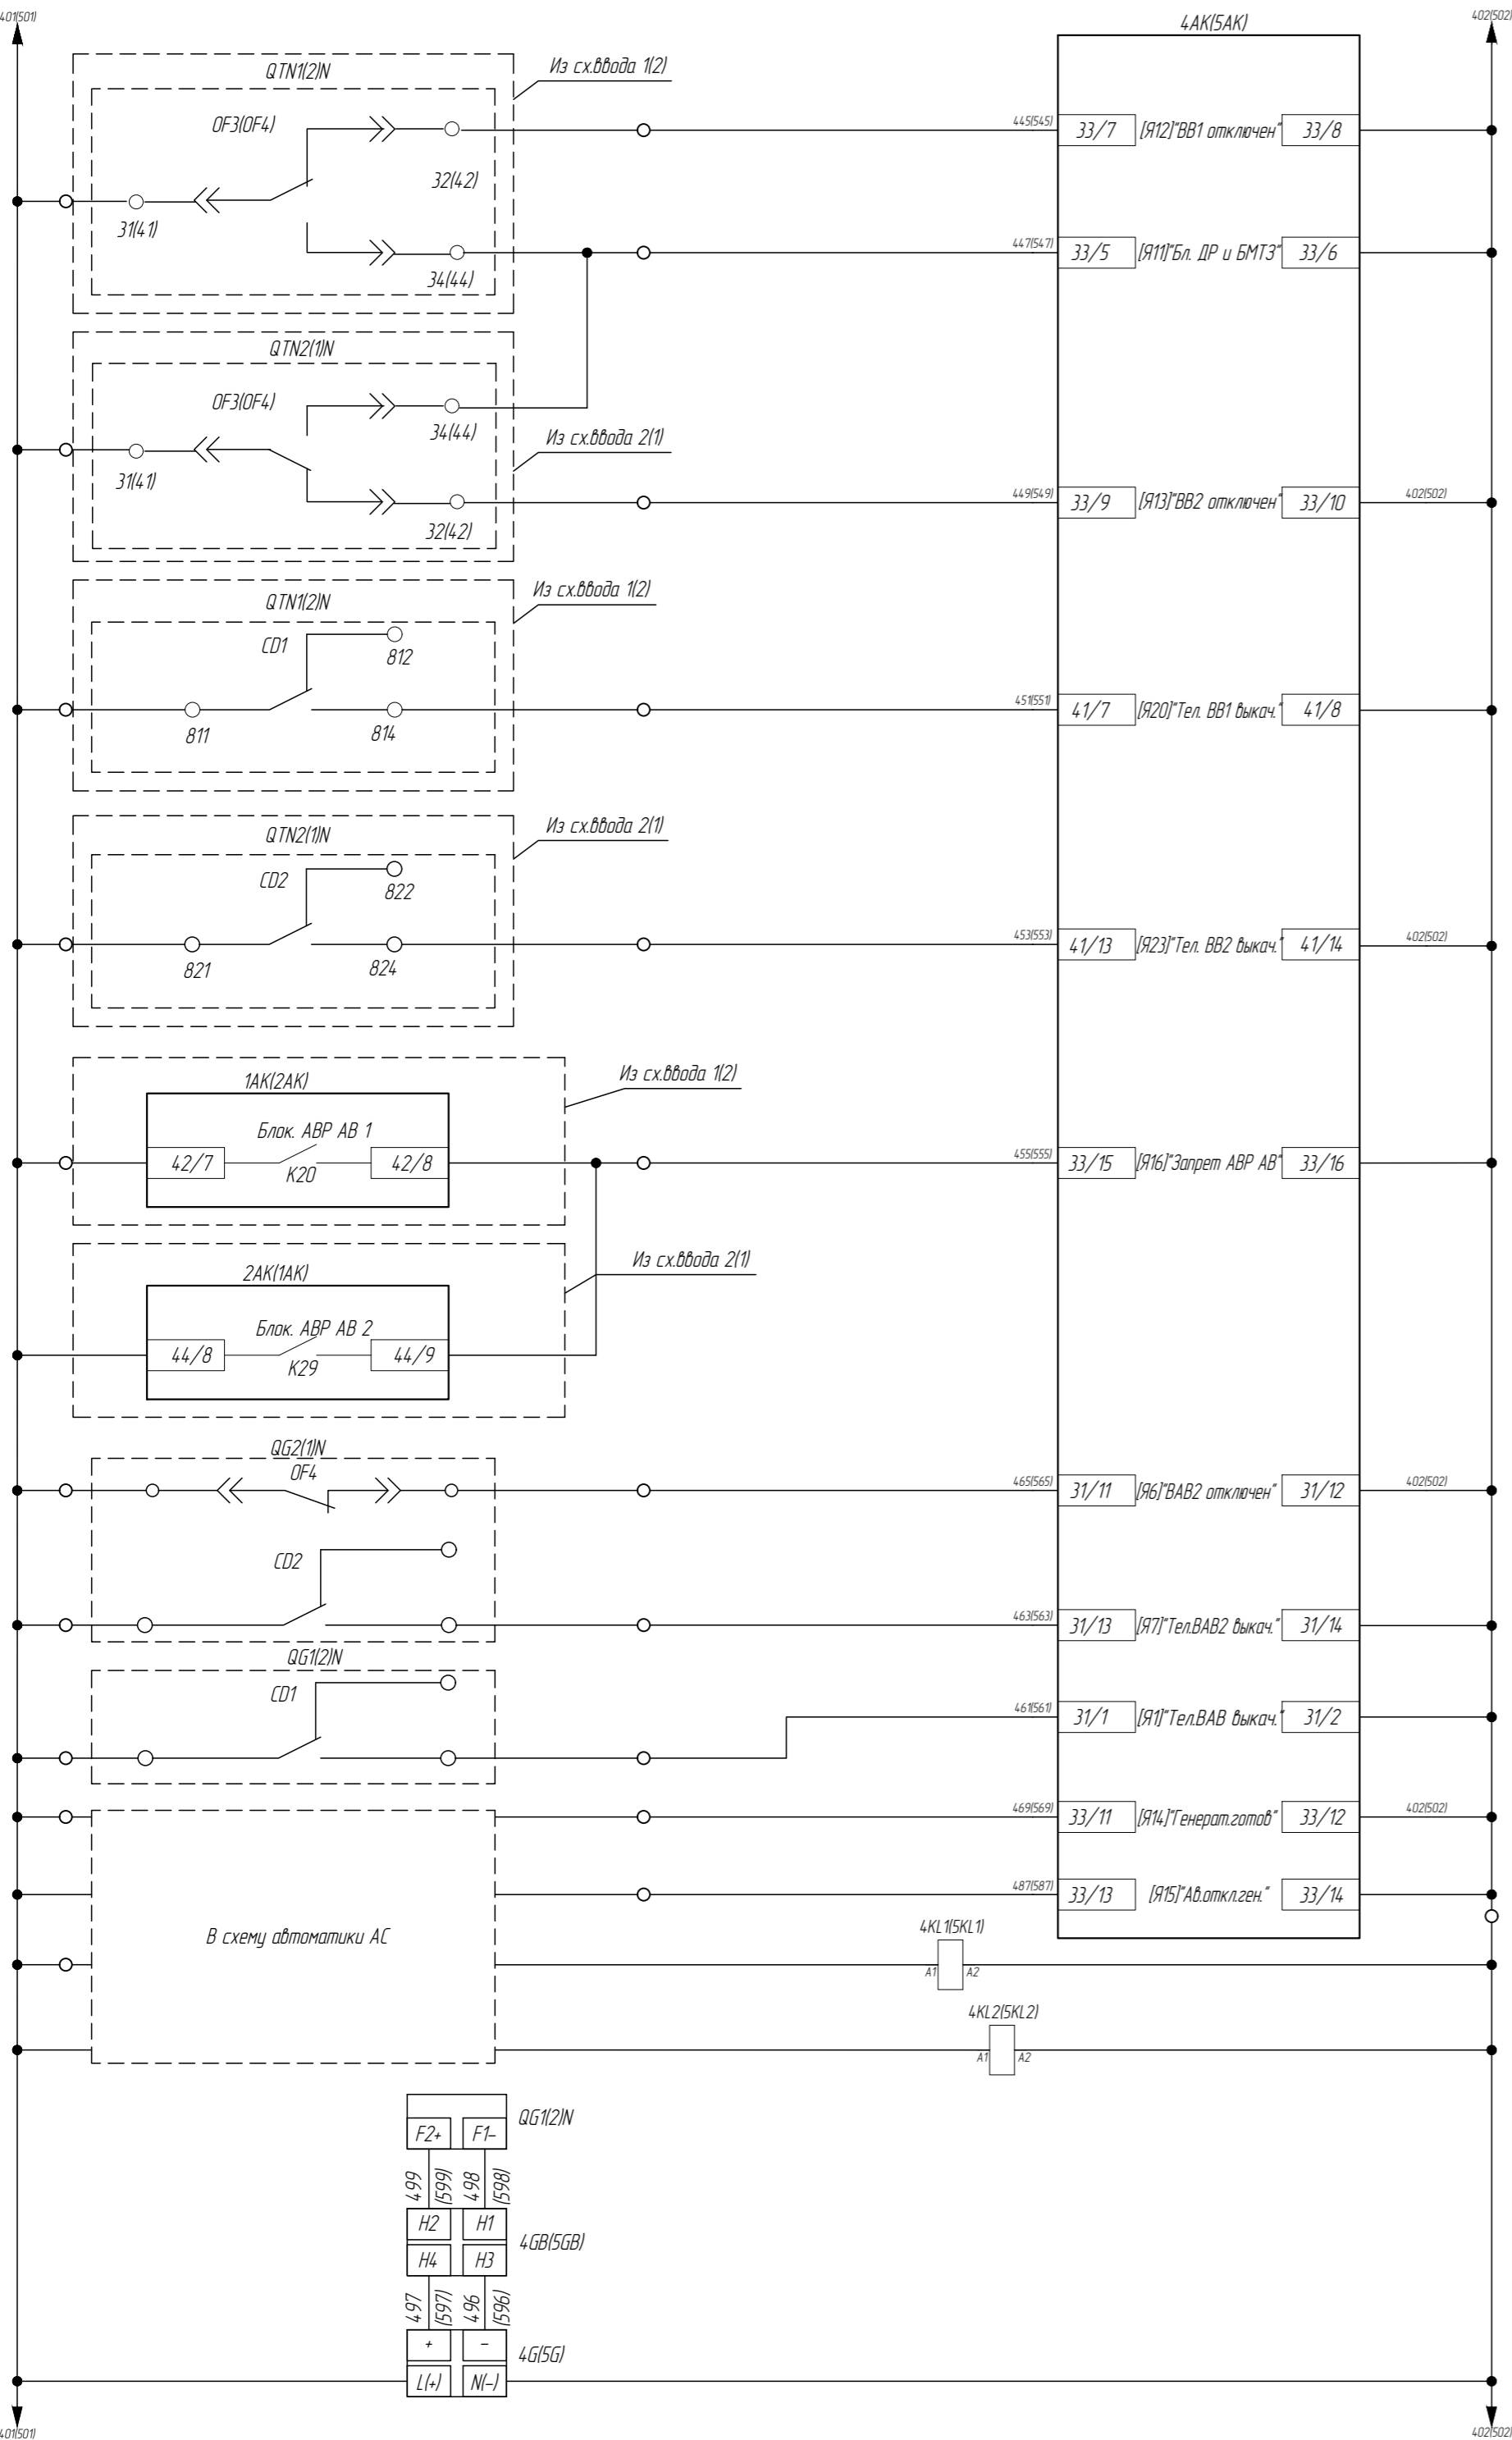 401(501)
402(502)
4АК(5АК)
QTN1(2)N
Из сх.ввода 1(2)
OF3(OF4)
445(545)
33/7
[Я12]"ВВ1 отключен"
33/8
32(42)
31(41)
447(547)
33/5
[Я11]"Бл. ДР и БМТЗ"
33/6
34(44)
QTN2(1)N
OF3(OF4)
34(44)
Из сх.ввода 2(1)
31(41)
449(549)
33/9
[Я13]"ВВ2 отключен"
33/10
402(502)
32(42)
Из сх.ввода 1(2)
QTN1(2)N
CD1
812
451(551)
41/7
[Я20]"Тел. ВВ1 выкач."
41/8
811
814
Из сх.ввода 2(1)
QTN2(1)N
CD2
822
453(553)
41/13
[Я23]"Тел. ВВ2 выкач."
41/14
402(502)
821
824
Из сх.ввода 1(2)
1АК(2АК)
Блок. АВР АВ 1
42/7
К20
42/8
455(555)
33/15
[Я16]"Запрет АВР АВ"
33/16
Из сх.ввода 2(1)
2АК(1АК)
Блок. АВР АВ 2
44/8
К29
44/9
QG2(1)N
OF4
465(565)
31/11
[Я6]"ВАВ2 отключен"
31/12
402(502)
CD2
463(563)
31/13
[Я7]"Тел.ВАВ2 выкач."
31/14
QG1(2)N
CD1
461(561)
31/1
[Я1]"Тел.ВАВ выкач."
31/2
469(569)
33/11
[Я14]"Генерат.готов"
33/12
402(502)
487(587)
33/13
[Я15]"Ав.откл.ген."
33/14
В схему автоматики АС
4KL1(5KL1)
A1
A2
4KL2(5KL2)
A1
A2
QG1(2)N
F2+
F1–
499
(599)
498
(598)
H2
H1
4GB(5GB)
H4
H3
497
(597)
496
(596)
+
–
4G(5G)
L(+)
N(–)
401(501)
402(502)